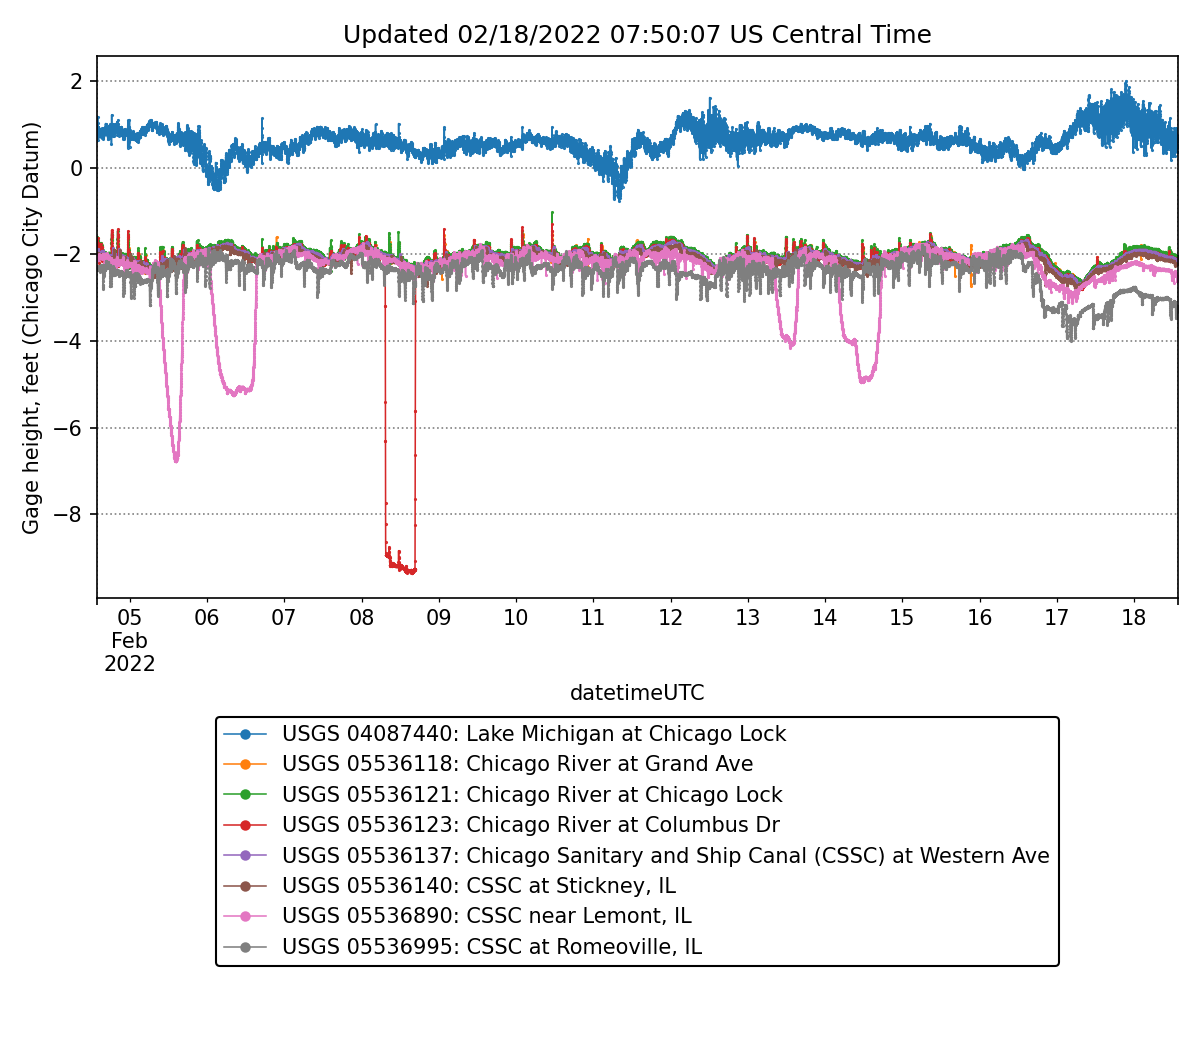 Updated 02/18/2022 07:50:07 US Central Time
Gage height, feet (Chicago City Datum)
2
0
−2
−4
−6
−8
05 06 07 08 09 10 11 12 13 14 15 16 17 18
Feb
2022
datetimeUTC
USGS 04087440: Lake Michigan at Chicago Lock
USGS 05536118: Chicago River at Grand Ave
USGS 05536121: Chicago River at Chicago Lock
USGS 05536123: Chicago River at Columbus Dr
USGS 05536137: Chicago Sanitary and Ship Canal (CSSC) at Western Ave
USGS 05536140: CSSC at Stickney, IL
USGS 05536890: CSSC near Lemont, IL
USGS 05536995: CSSC at Romeoville, IL